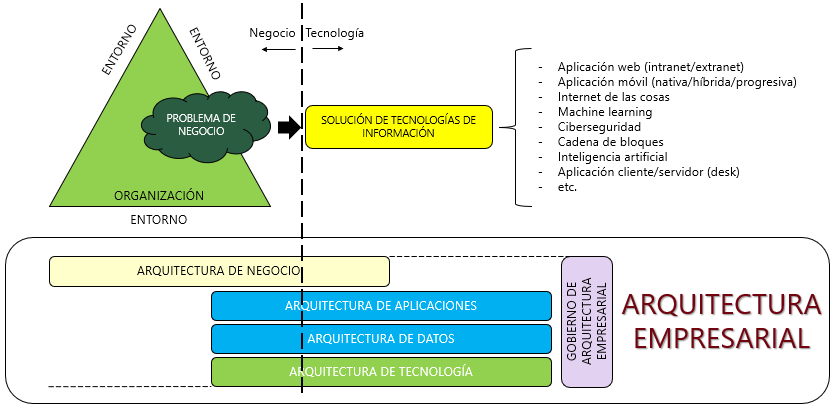 ENTORNO
ENTORNO
Negocio
Tecnología
PROBLEMA DE
NEGOCIO
ORGANIZACIÓN
ENTORNO
SOLUCIÓN DE TECNOLOGÍAS DE
INFORMACIÓN
- Aplicación web (intranet/extranet)
- Aplicación móvil (nativa/híbrida/progresiva)
- Internet de las cosas
- Machine learning
- Ciberseguridad
- Cadena de bloques
- Inteligencia artificial
- Aplicación cliente/servidor (desk)
- etc.
ARQUITECTURA DE NEGOCIO
ARQUITECTURA DE APLICACIONES
ARQUITECTURA DE DATOS
ARQUITECTURA DE TECNOLOGÍA
GOBIERNO DE
ARQUITECTURA
EMPRESARIAL
ARQUITECTURA
EMPRESARIAL